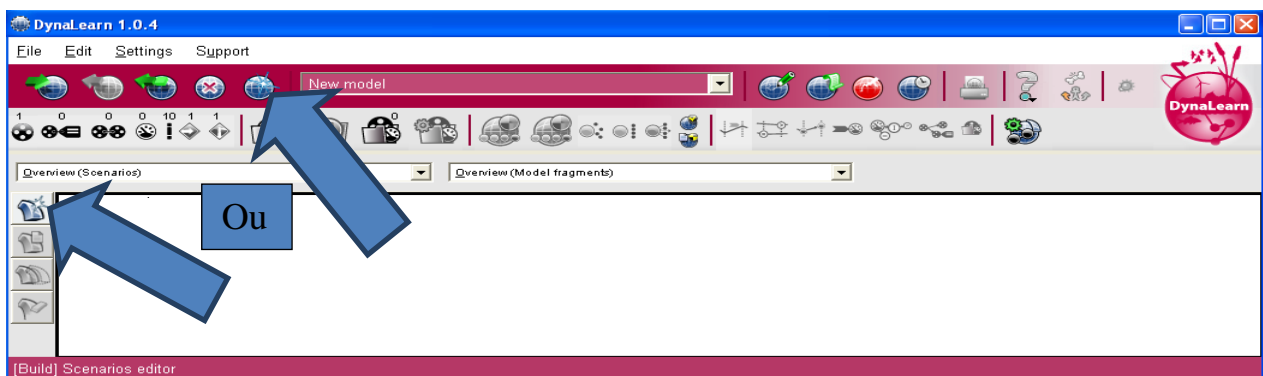 DynaLearn 1.0.4
File Edit Settings Support
New model
DynaLearn
1 0 0 0 10 1 1 0
Overview (Scenarios) Overview (Model fragments)
Ou
[Build] Scenarios editor